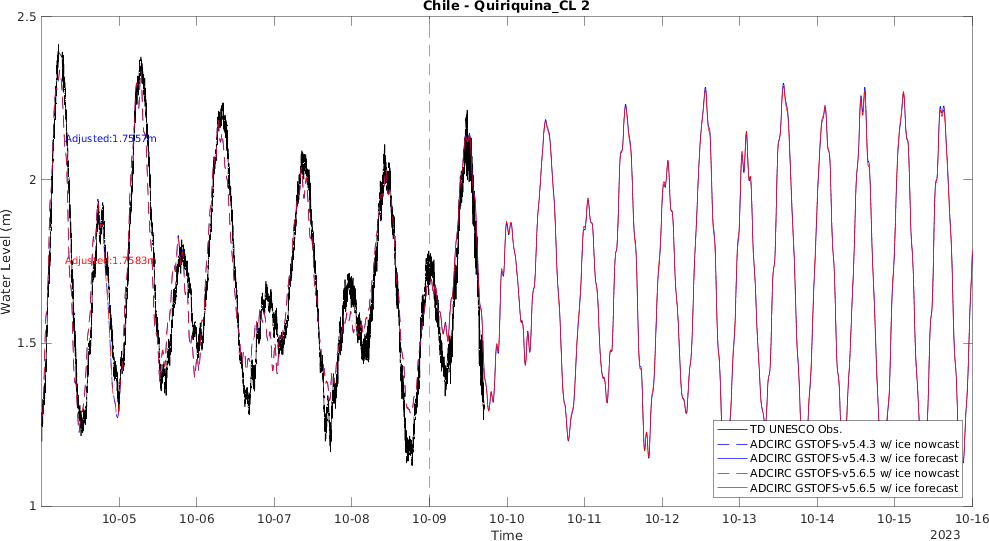 Chile - Quiriquina_CL 2
Water Level (m)
2.5
2
1.5
1
Adjusted:1.7557m
Adjusted:1.7583m
TD UNESCO Obs.
ADCIRC GSTOFS-v5.4.3 w/ ice nowcast
ADCIRC GSTOFS-v5.4.3 w/ ice forecast
ADCIRC GSTOFS-v5.6.5 w/ ice nowcast
ADCIRC GSTOFS-v5.6.5 w/ ice forecast
10-05 10-06 10-07 10-08 10-09 10-10 10-11 10-12 10-13 10-14 10-15 10-16
Time
2023